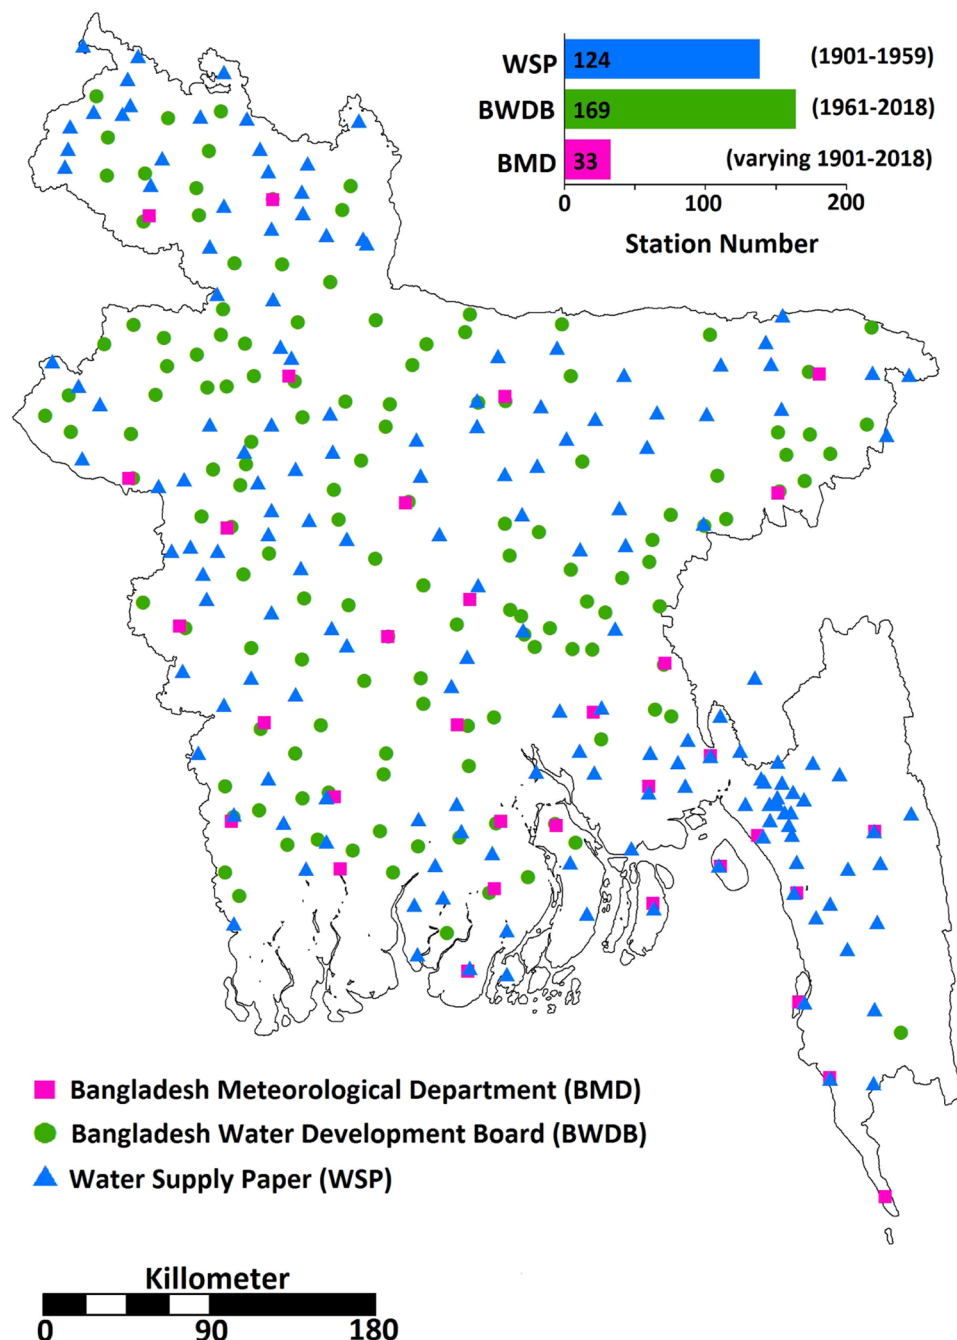 WSP 124 (1901-1959)
BWDB 169 (1961-2018)
BMD 33 (varying 1901-2018)
0 100 200
Station Number
Bangladesh Meteorological Department (BMD)
Bangladesh Water Development Board (BWDB)
Water Supply Paper (WSP)
Killometer
0 90 180